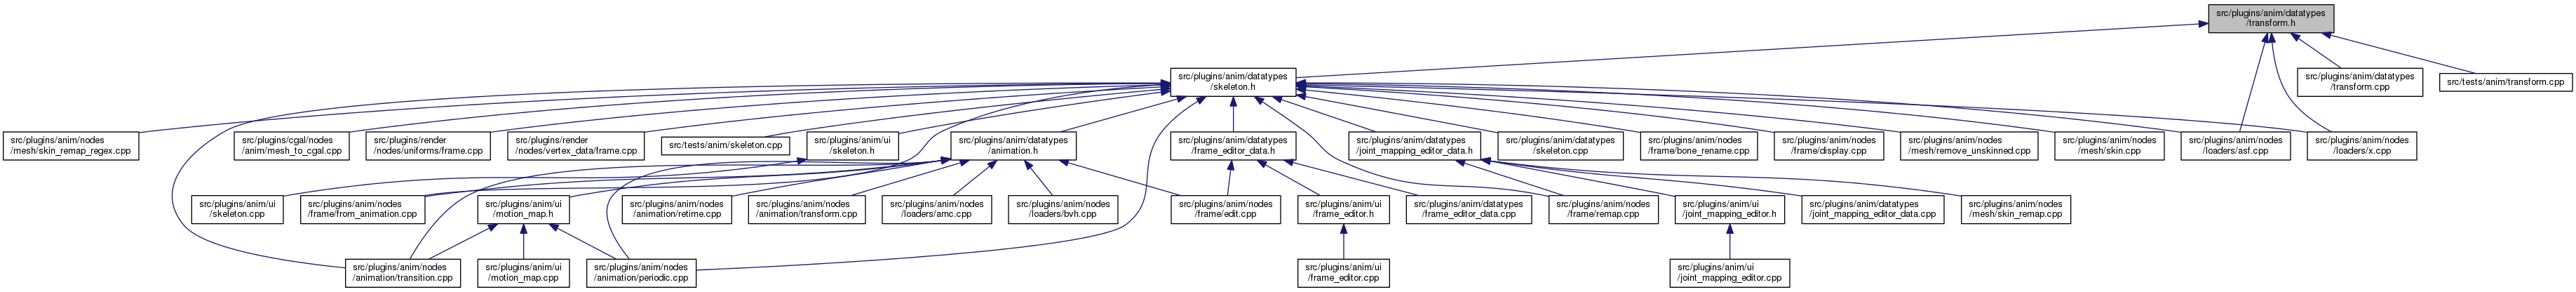 src/plugins/anim/datatypes
/transform.h
src/plugins/anim/datatypes
/skeleton.h
src/plugins/anim/datatypes
/transform.cpp
src/tests/anim/transform.cpp
src/plugins/anim/nodes
/mesh/skin_remap_regex.cpp
src/plugins/cgal/nodes
/anim/mesh_to_cgal.cpp
src/plugins/render
/nodes/uniforms/frame.cpp
src/plugins/render
/nodes/vertex_data/frame.cpp
src/tests/anim/skeleton.cpp
src/plugins/anim/ui
/skeleton.h
src/plugins/anim/datatypes
/animation.h
src/plugins/anim/datatypes
/frame_editor_data.h
src/plugins/anim/datatypes
/joint_mapping_editor_data.h
src/plugins/anim/datatypes
/skeleton.cpp
src/plugins/anim/nodes
/frame/bone_rename.cpp
src/plugins/anim/nodes
/frame/display.cpp
src/plugins/anim/nodes
/mesh/remove_unskinned.cpp
src/plugins/anim/nodes
/mesh/skin.cpp
src/plugins/anim/nodes
/loaders/asf.cpp
src/plugins/anim/nodes
/loaders/x.cpp
src/plugins/anim/ui
/skeleton.cpp
src/plugins/anim/nodes
/frame/from_animation.cpp
src/plugins/anim/ui
/motion_map.h
src/plugins/anim/nodes
/animation/retime.cpp
src/plugins/anim/nodes
/animation/transform.cpp
src/plugins/anim/nodes
/loaders/amc.cpp
src/plugins/anim/nodes
/loaders/bvh.cpp
src/plugins/anim/nodes
/frame/edit.cpp
src/plugins/anim/ui
/frame_editor.h
src/plugins/anim/datatypes
/frame_editor_data.cpp
src/plugins/anim/nodes
/frame/remap.cpp
src/plugins/anim/ui
/joint_mapping_editor.h
src/plugins/anim/datatypes
/joint_mapping_editor_data.cpp
src/plugins/anim/nodes
/mesh/skin_remap.cpp
src/plugins/anim/nodes
/animation/transition.cpp
src/plugins/anim/ui
/motion_map.cpp
src/plugins/anim/nodes
/animation/periodic.cpp
src/plugins/anim/ui
/frame_editor.cpp
src/plugins/anim/ui
/joint_mapping_editor.cpp